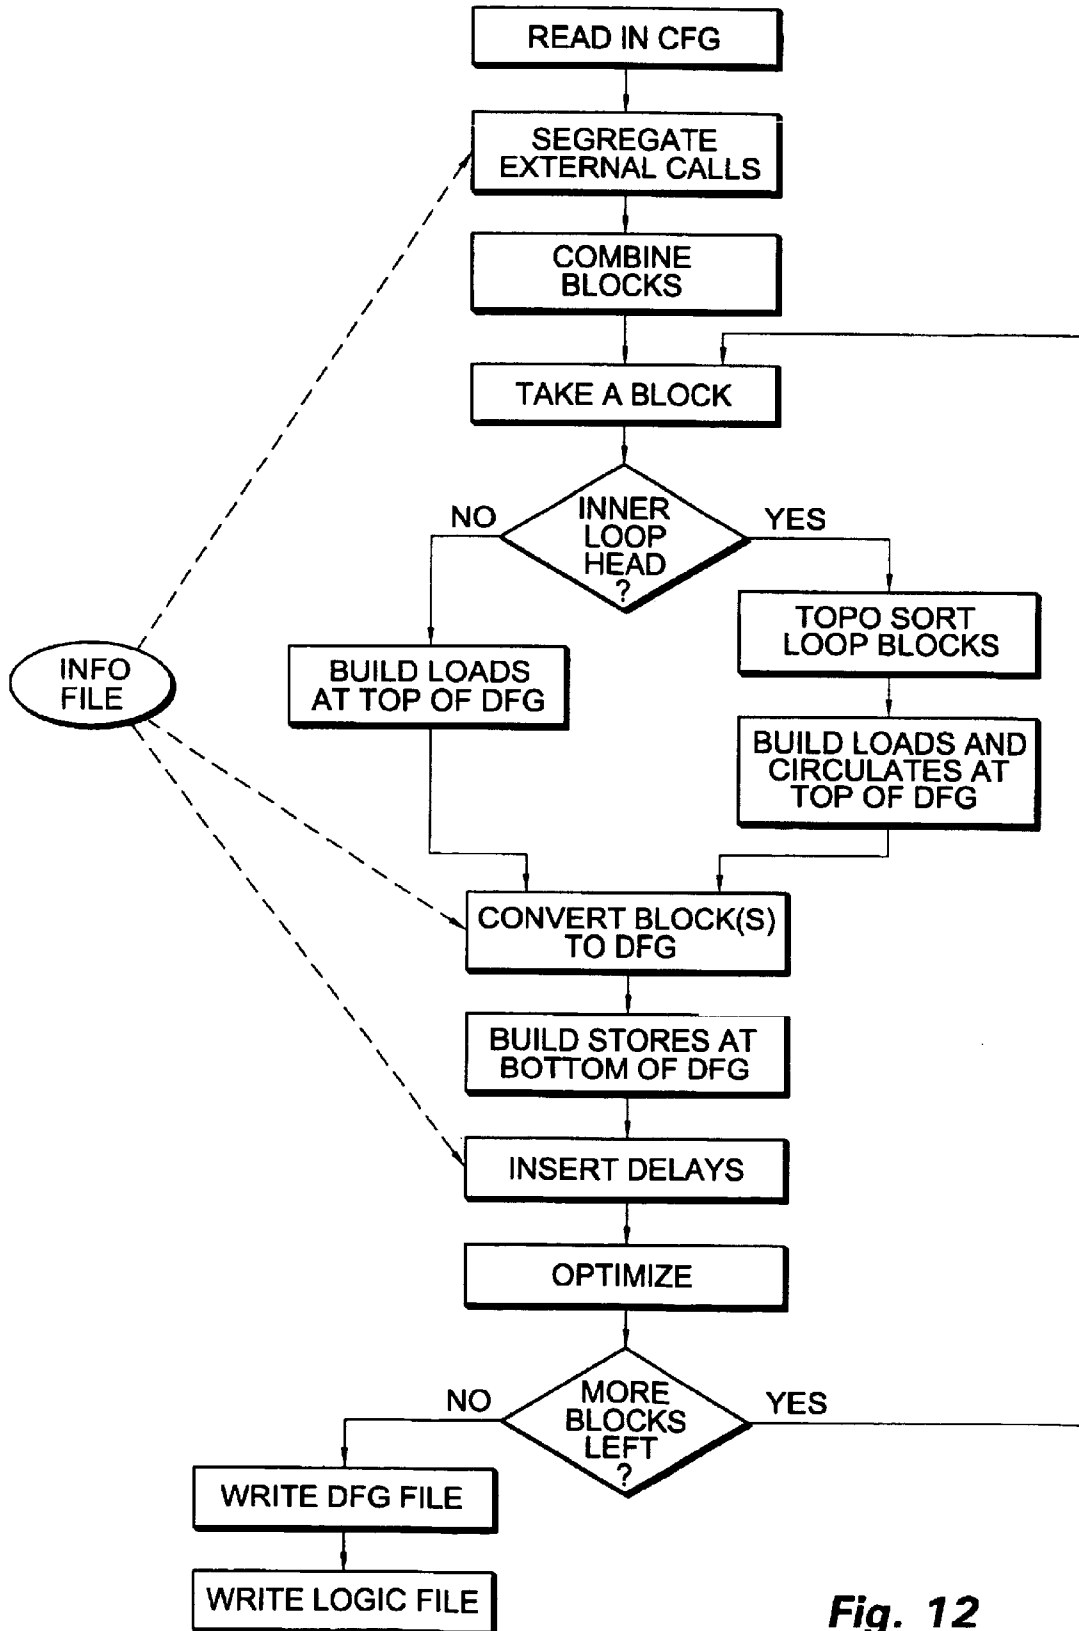 READ IN CFG
SEGREGATE
EXTERNAL CALLS
COMBINE
BLOCKS
TAKE A BLOCK
NO
INNER
LOOP
HEAD
?
YES
TOPO SORT
LOOP BLOCKS
INFO
FILE
BUILD LOADS
AT TOP OF DFG
BUILD LOADS AND
CIRCULATES AT
TOP OF DFG
CONVERT BLOCK(S)
TO DFG
BUILD STORES AT
BOTTOM OF DFG
INSERT DELAYS
OPTIMIZE
NO
MORE
BLOCKS
LEFT
?
YES
WRITE DFG FILE
WRITE LOGIC FILE
Fig. 12